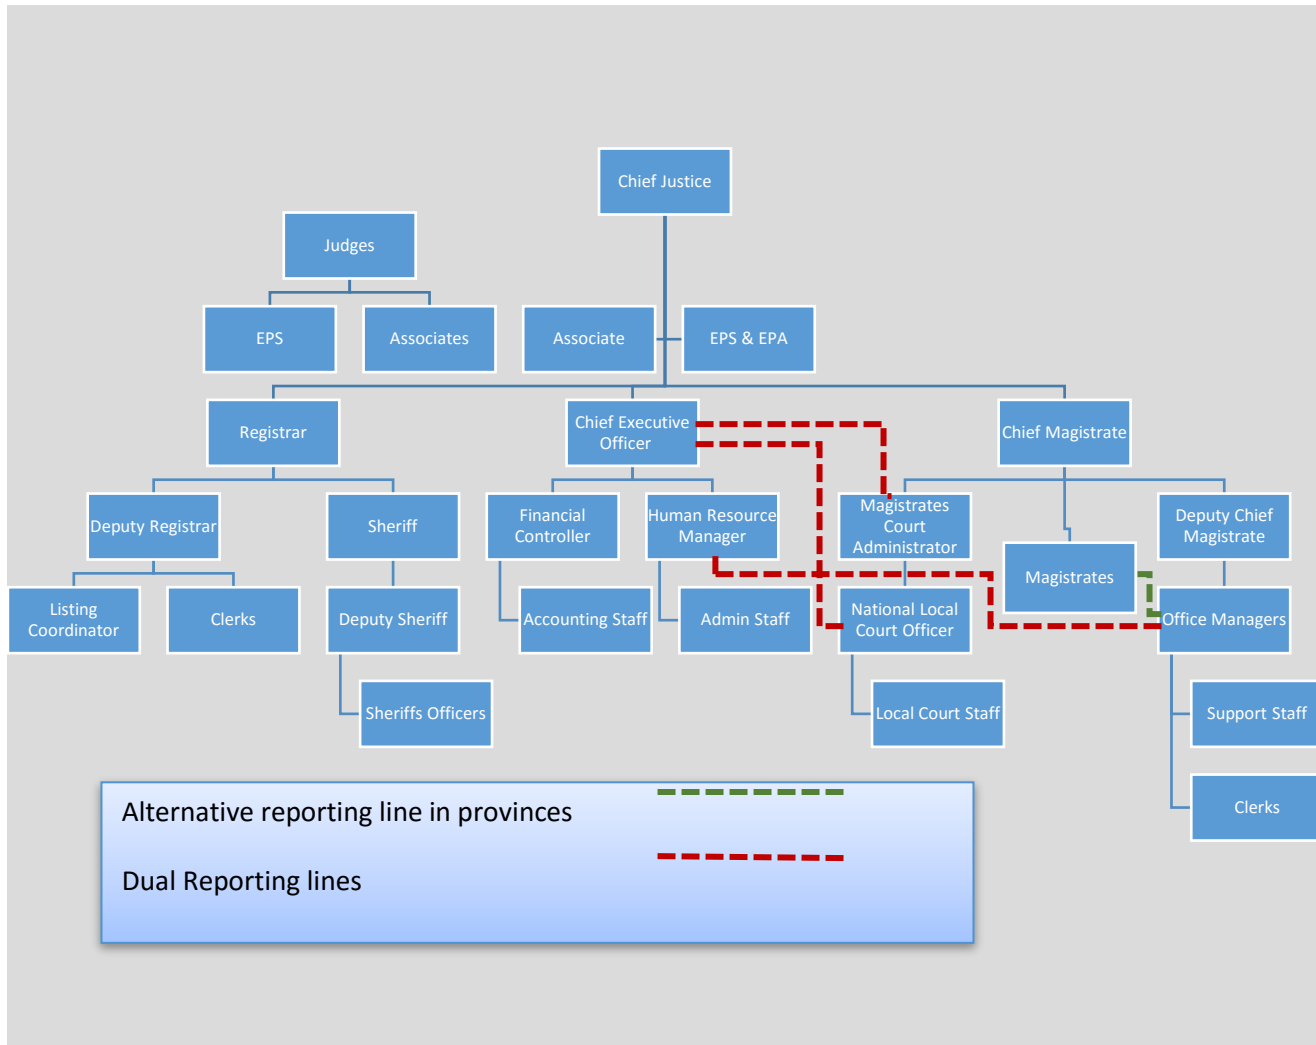 Chief Justice
Judges
EPS
Associates
Associate
EPS & EPA
Registrar
Chief Executive
Officer
Chief Magistrate
Deputy Registrar
Sheriff
Financial
Controller
Human Resource
Manager
Magistrates
Court
Administrator
Magistrates
Deputy Chief
Magistrate
Listing
Coordinator
Clerks
Deputy Sheriff
Accounting Staff
Admin Staff
National Local
Court Officer
Office Managers
Sheriffs Officers
Local Court Staff
Support Staff
Clerks
Alternative reporting line in provinces
Dual Reporting lines